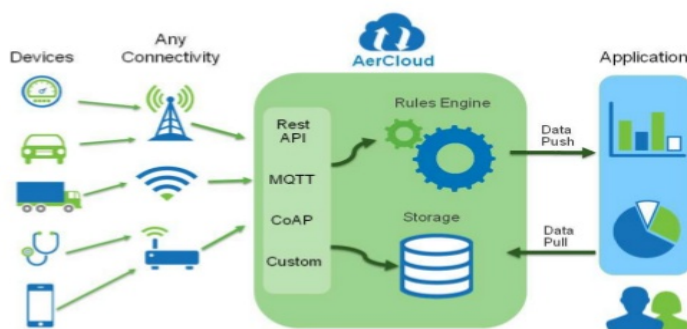 Devices
Any
Connectivity
AerCloud
Application
Rest
API
MQTT
CoAP
Custom
Rules Engine
Storage
Data
Push
Data
Pull